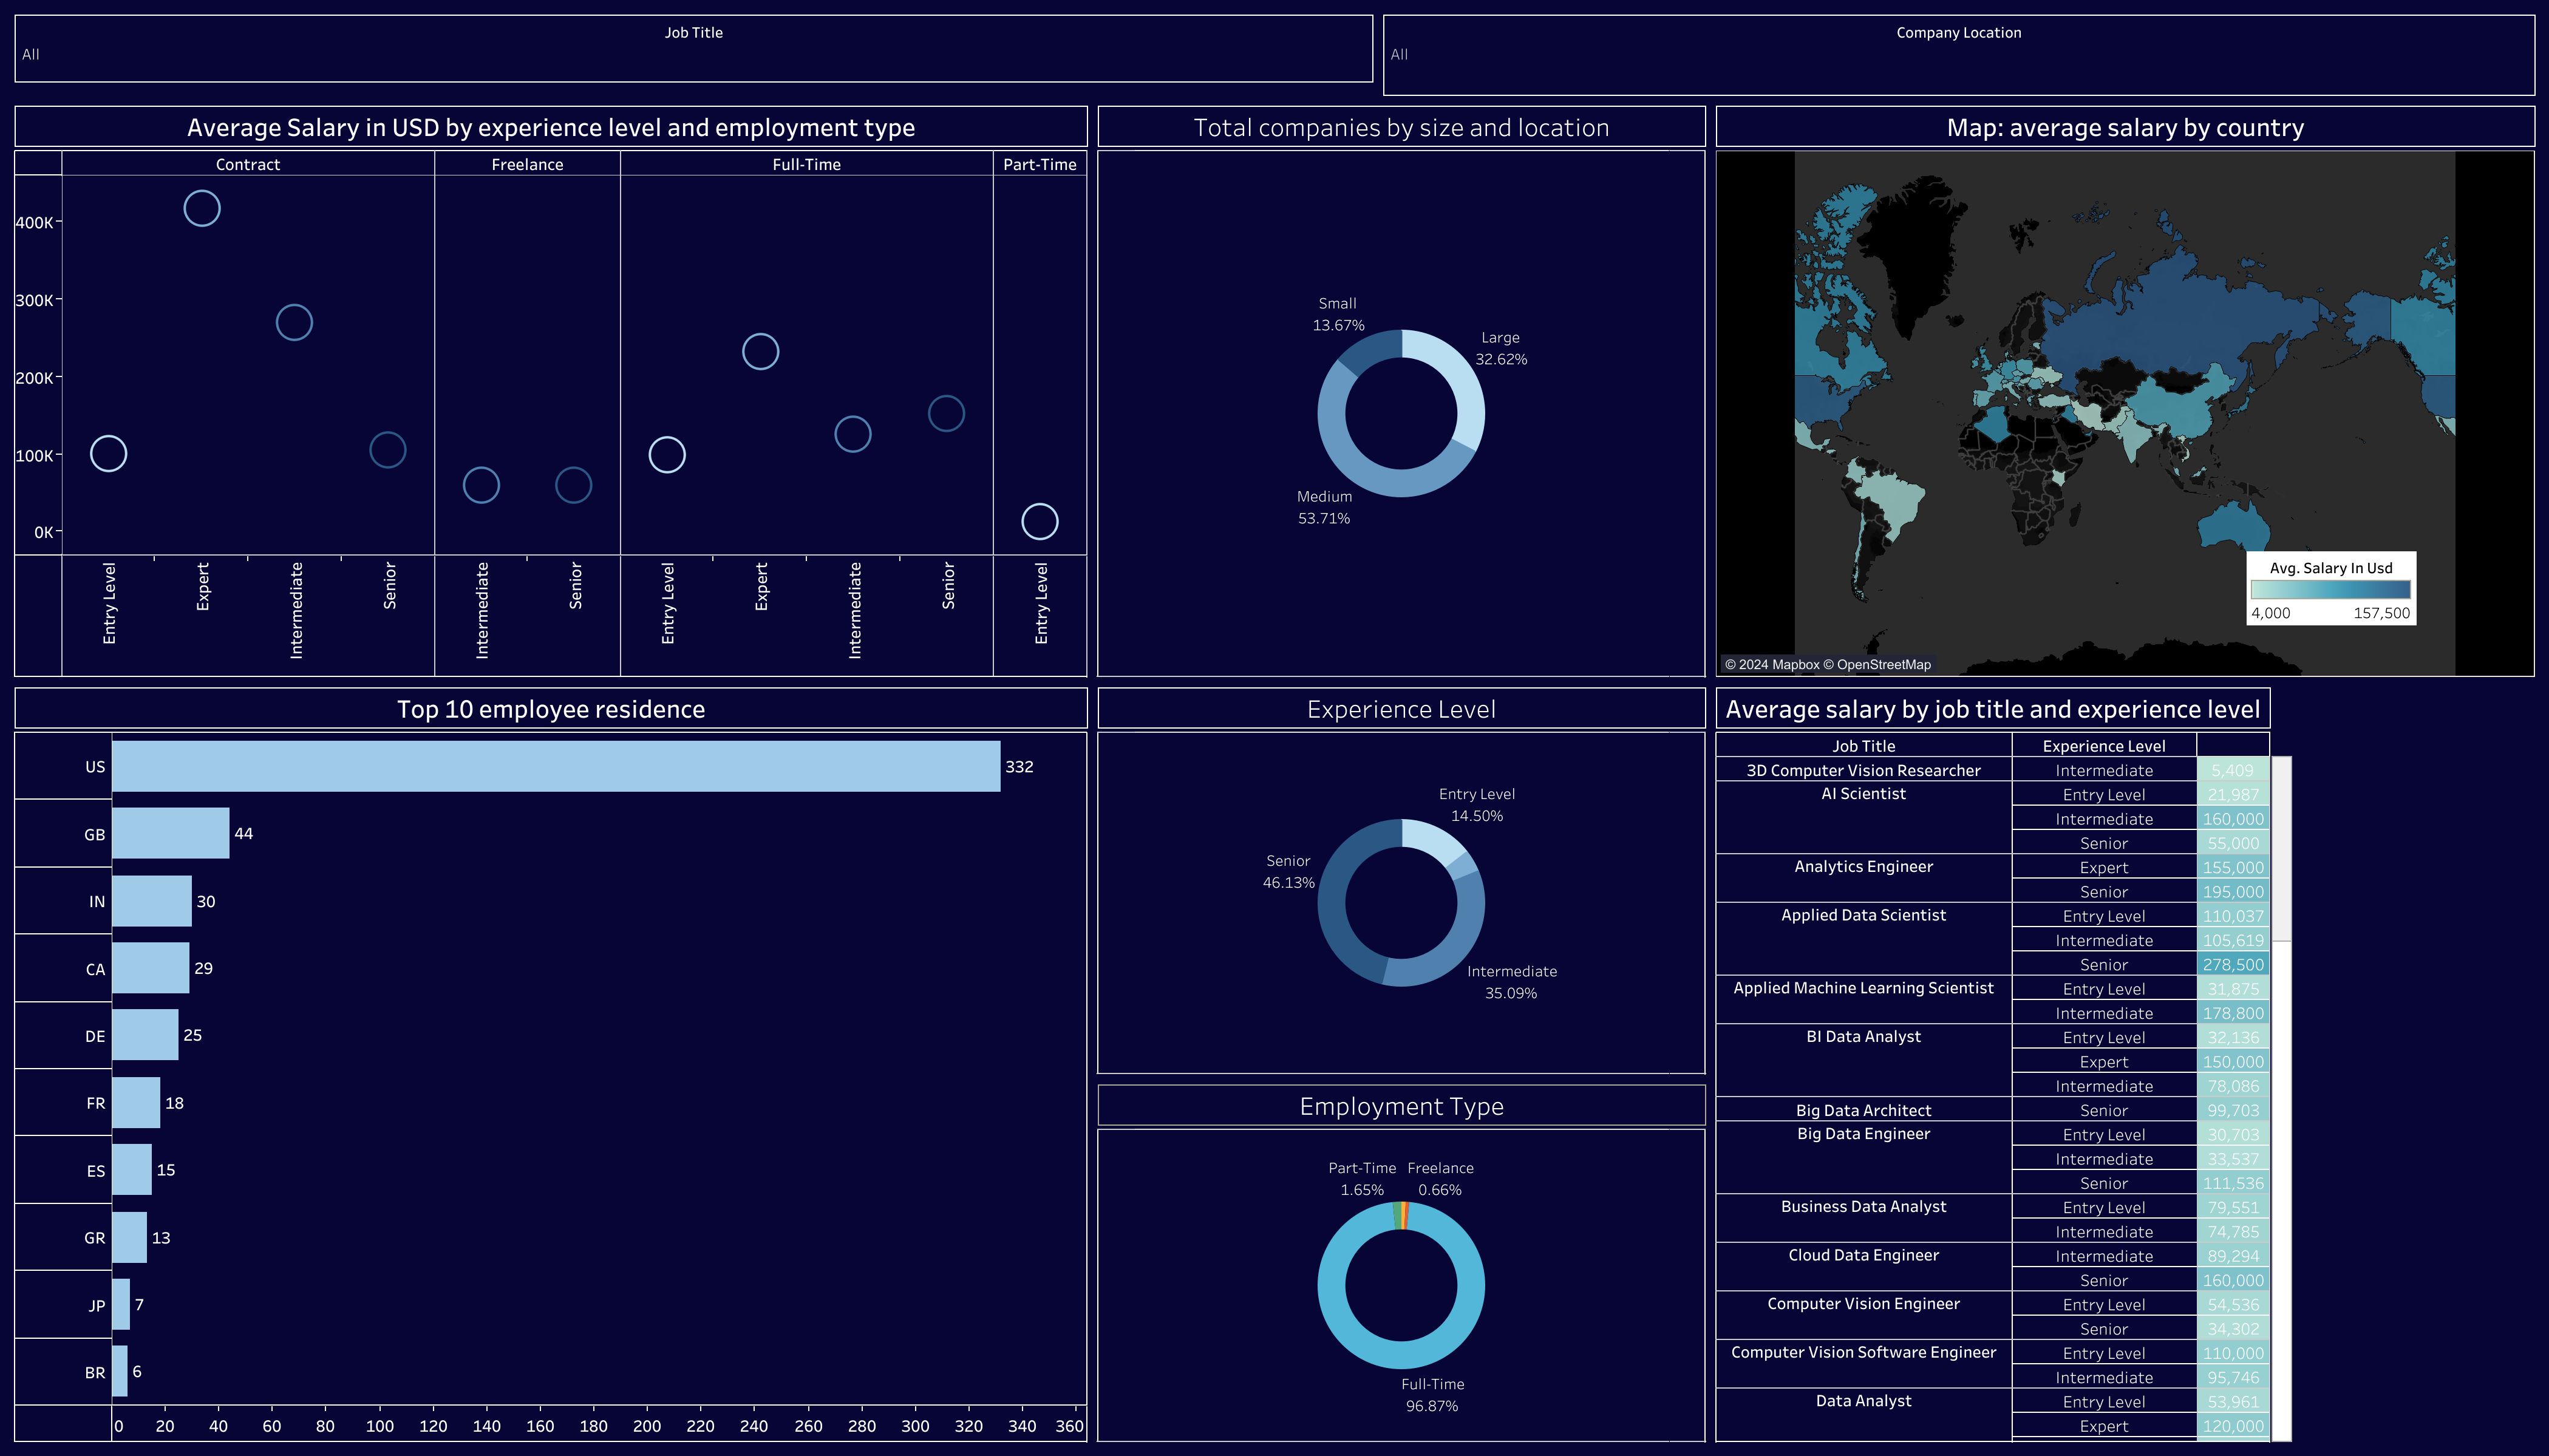 Job Title
All
Company Location
All
Average Salary in USD by experience level and employment type
Contract Freelance Full-Time Part-Time
400K
300K
200K
100K
0K
Entry Level
Expert
Intermediate
Senior
Intermediate
Senior
Entry Level
Expert
Intermediate
Senior
Entry Level
Total companies by size and location
Small
13.67%
Large
32.62%
Medium
53.71%
Map: average salary by country
Avg. Salary In Usd
4,000 157,500
© 2024 Mapbox © OpenStreetMap
Top 10 employee residence
US 332
GB 44
IN 30
CA 29
DE 25
FR 18
ES 15
GR 13
JP 7
BR 6
0 20 40 60 80 100 120 140 160 180 200 220 240 260 280 300 320 340 360
Experience Level
Entry Level
14.50%
Senior
46.13%
Intermediate
35.09%
Employment Type
Part-Time Freelance
1.65% 0.66%
Full-Time
96.87%
Average salary by job title and experience level
Job Title Experience Level
3D Computer Vision Researcher Intermediate 5,409
AI Scientist Entry Level 21,987
Intermediate 160,000
Senior 55,000
Analytics Engineer Expert 155,000
Senior 195,000
Applied Data Scientist Entry Level 110,037
Intermediate 105,619
Senior 278,500
Applied Machine Learning Scientist Entry Level 31,875
Intermediate 178,800
BI Data Analyst Entry Level 32,136
Expert 150,000
Intermediate 78,086
Big Data Architect Senior 99,703
Big Data Engineer Entry Level 30,703
Intermediate 33,537
Senior 111,536
Business Data Analyst Entry Level 79,551
Intermediate 74,785
Cloud Data Engineer Intermediate 89,294
Senior 160,000
Computer Vision Engineer Entry Level 54,536
Senior 34,302
Computer Vision Software Engineer Entry Level 110,000
Intermediate 95,746
Data Analyst Entry Level 53,961
Expert 120,000